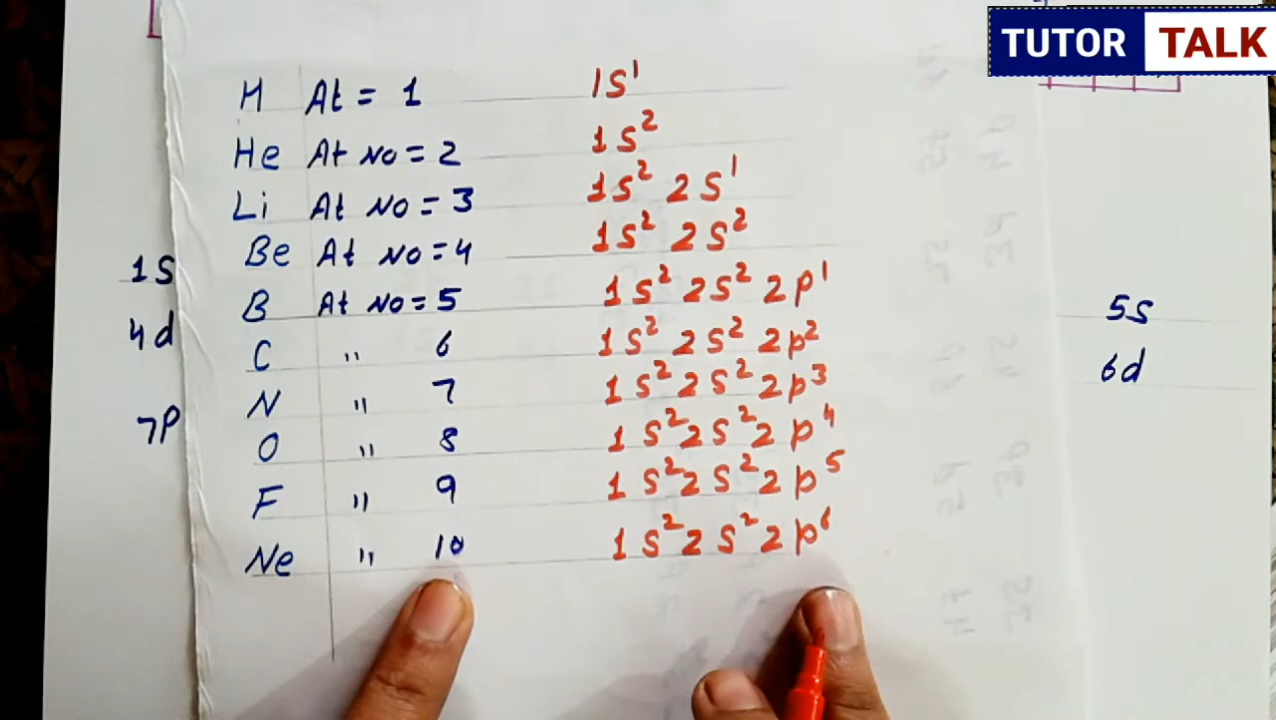 TUTOR TALK
H At = 1 1s¹
He At No = 2 1s²
Li At No = 3 1s² 2s¹
Be At No = 4 1s² 2s²
B At No = 5 1s² 2s² 2p¹
C " 6 1s² 2s² 2p²
N " 7 1s² 2s² 2p³
O " 8 1s² 2s² 2p⁴
F " 9 1s² 2s² 2p⁵
Ne " 10 1s² 2s² 2p⁶
1s
4d
7p
5s
6d